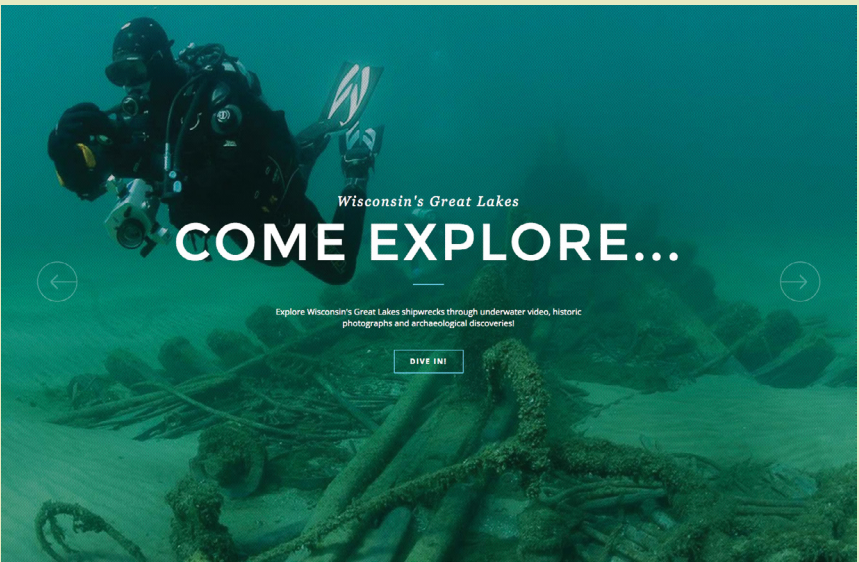 Wisconsin's Great Lakes
COME EXPLORE...
Explore Wisconsin's Great Lakes shipwrecks through underwater video, historic
photographs and archaeological discoveries!
DIVE IN!